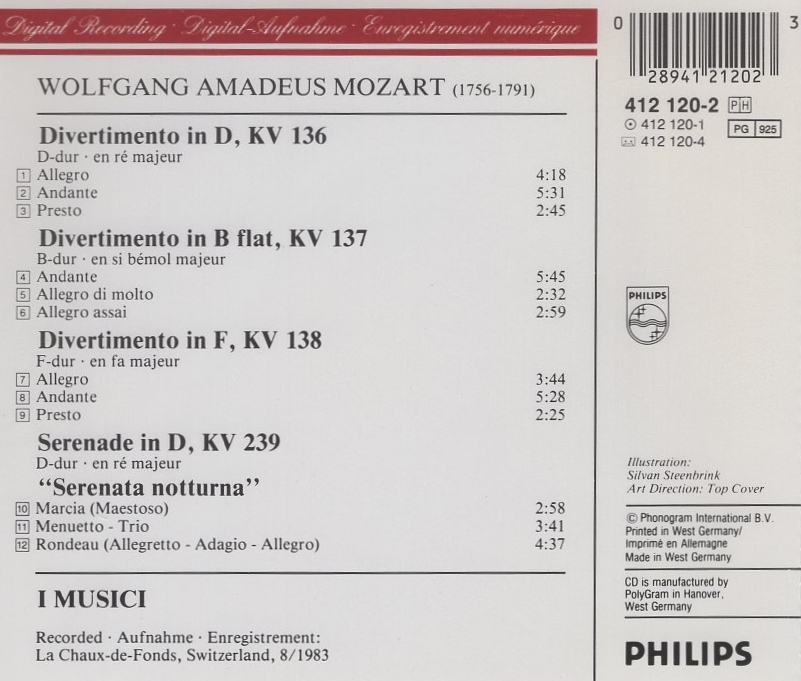 Digital Recording · Digital-Aufnahme · Enregistrement numérique
WOLFGANG AMADEUS MOZART (1756-1791)
Divertimento in D, KV 136
D-dur · en ré majeur
1 Allegro 4:18
2 Andante 5:31
3 Presto 2:45
Divertimento in B flat, KV 137
B-dur · en si bémol majeur
4 Andante 5:45
5 Allegro di molto 2:32
6 Allegro assai 2:59
Divertimento in F, KV 138
F-dur · en fa majeur
7 Allegro 3:44
8 Andante 5:28
9 Presto 2:25
Serenade in D, KV 239
D-dur · en ré majeur
“Serenata notturna”
10 Marcia (Maestoso) 2:58
11 Menuetto - Trio 3:41
12 Rondeau (Allegretto - Adagio - Allegro) 4:37
I MUSICI
Recorded · Aufnahme · Enregistrement:
La Chaux-de-Fonds, Switzerland, 8/1983
0 28941 21202 3
412 120-2 PH
412 120-1
412 120-4
PG 925
PHILIPS
Illustration:
Silvan Steenbrink
Art Direction: Top Cover
© Phonogram International B.V.
Printed in West Germany/
Imprimé en Allemagne
Made in West Germany
CD is manufactured by
PolyGram in Hanover,
West Germany
PHILIPS